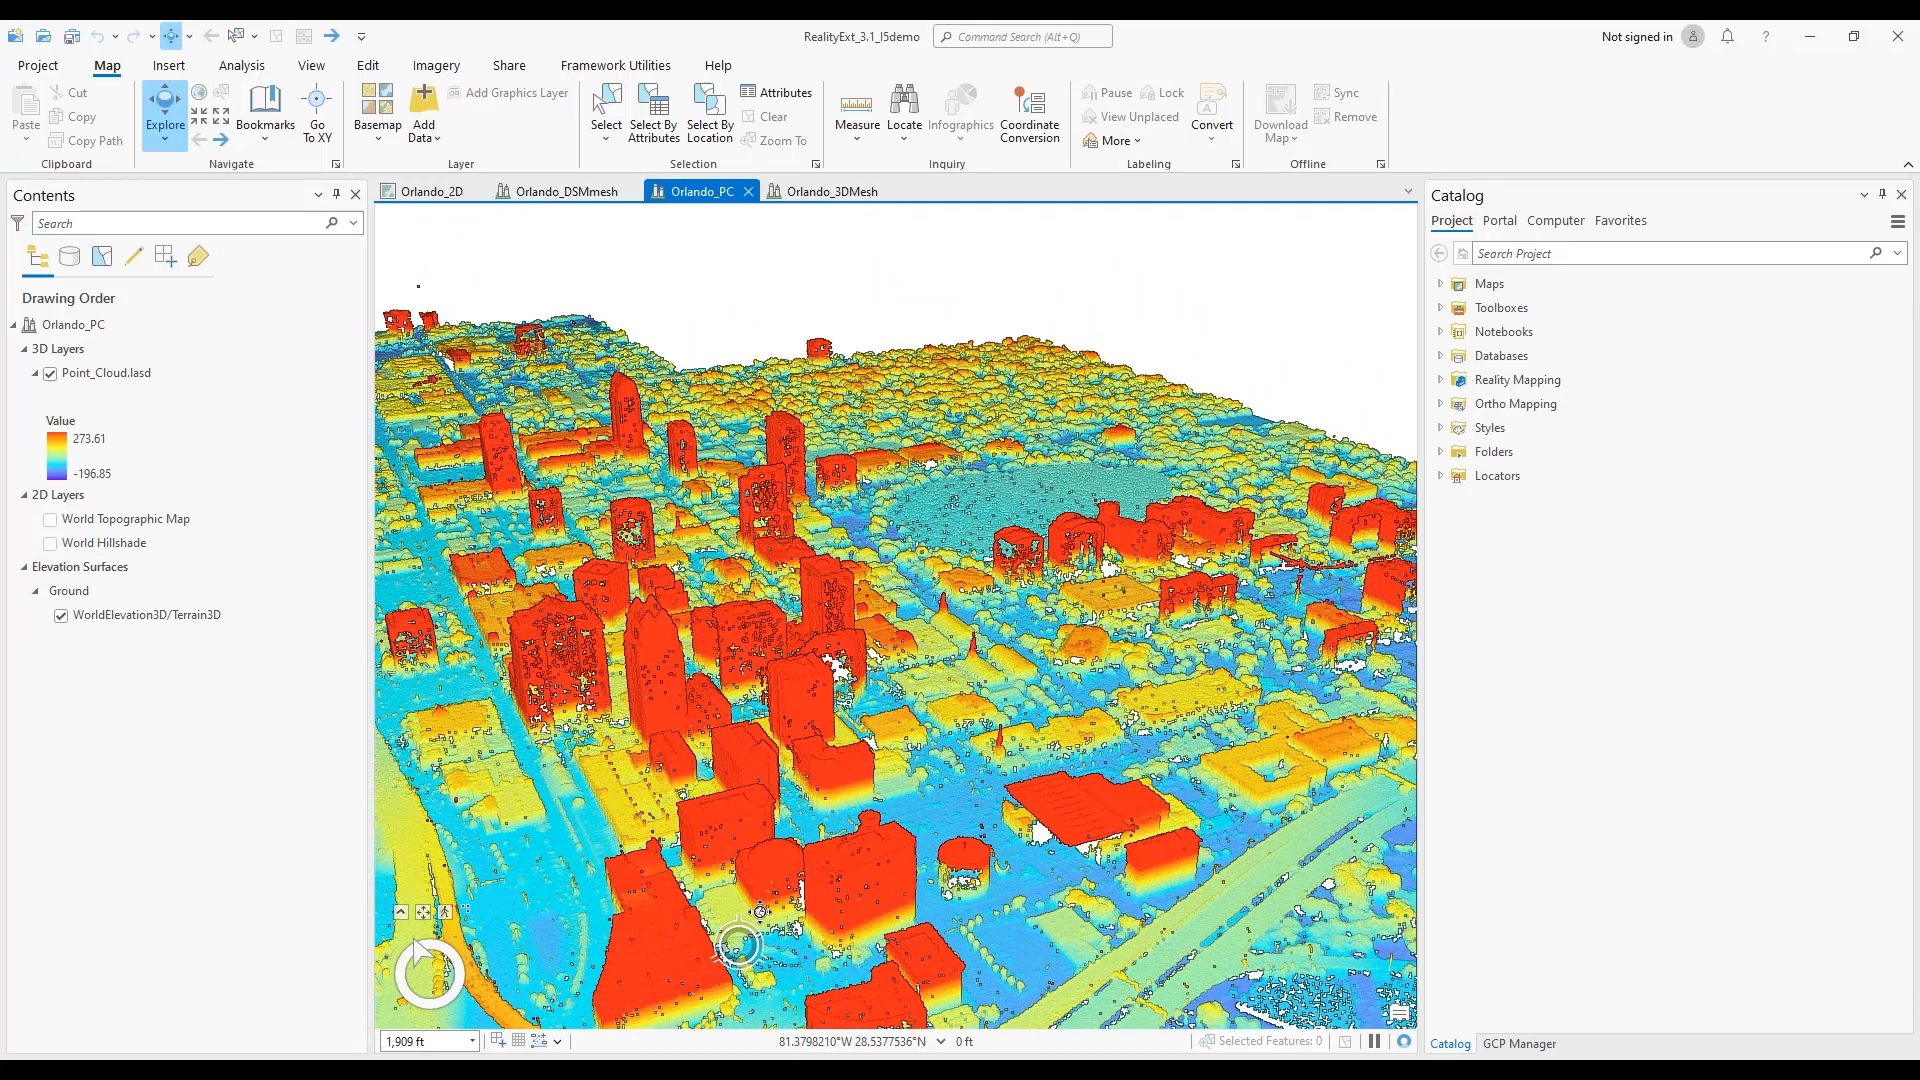 RealityExt_3.1_I5demo
Command Search (Alt+Q)
Not signed in
Project Map Insert Analysis View Edit Imagery Share Framework Utilities Help
Paste
Cut
Copy
Copy Path
Clipboard
Explore
Bookmarks
Go
To XY
Navigate
Basemap
Add
Data
Add Graphics Layer
Layer
Select
Select By
Attributes
Select By
Location
Attributes
Clear
Zoom To
Selection
Measure
Locate
Infographics
Coordinate
Conversion
Inquiry
Pause
Lock
View Unplaced
More
Convert
Labeling
Download
Map
Sync
Remove
Offline
Contents
Search
Drawing Order
Orlando_PC
3D Layers
Point_Cloud.lasd
Value
273.61
-196.85
2D Layers
World Topographic Map
World Hillshade
Elevation Surfaces
Ground
WorldElevation3D/Terrain3D
Orlando_2D
Orlando_DSMmesh
Orlando_PC
Orlando_3DMesh
1,909 ft
81.3798210°W 28.5377536°N
0 ft
Selected Features: 0
Catalog
Project Portal Computer Favorites
Search Project
Maps
Toolboxes
Notebooks
Databases
Reality Mapping
Ortho Mapping
Styles
Folders
Locators
Catalog
GCP Manager